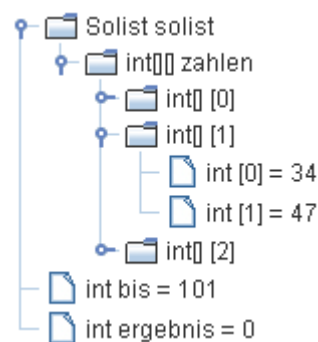 Solist solist
int[][] zahlen
int[] [0]
int[] [1]
int [0] = 34
int [1] = 47
int[] [2]
int bis = 101
int ergebnis = 0